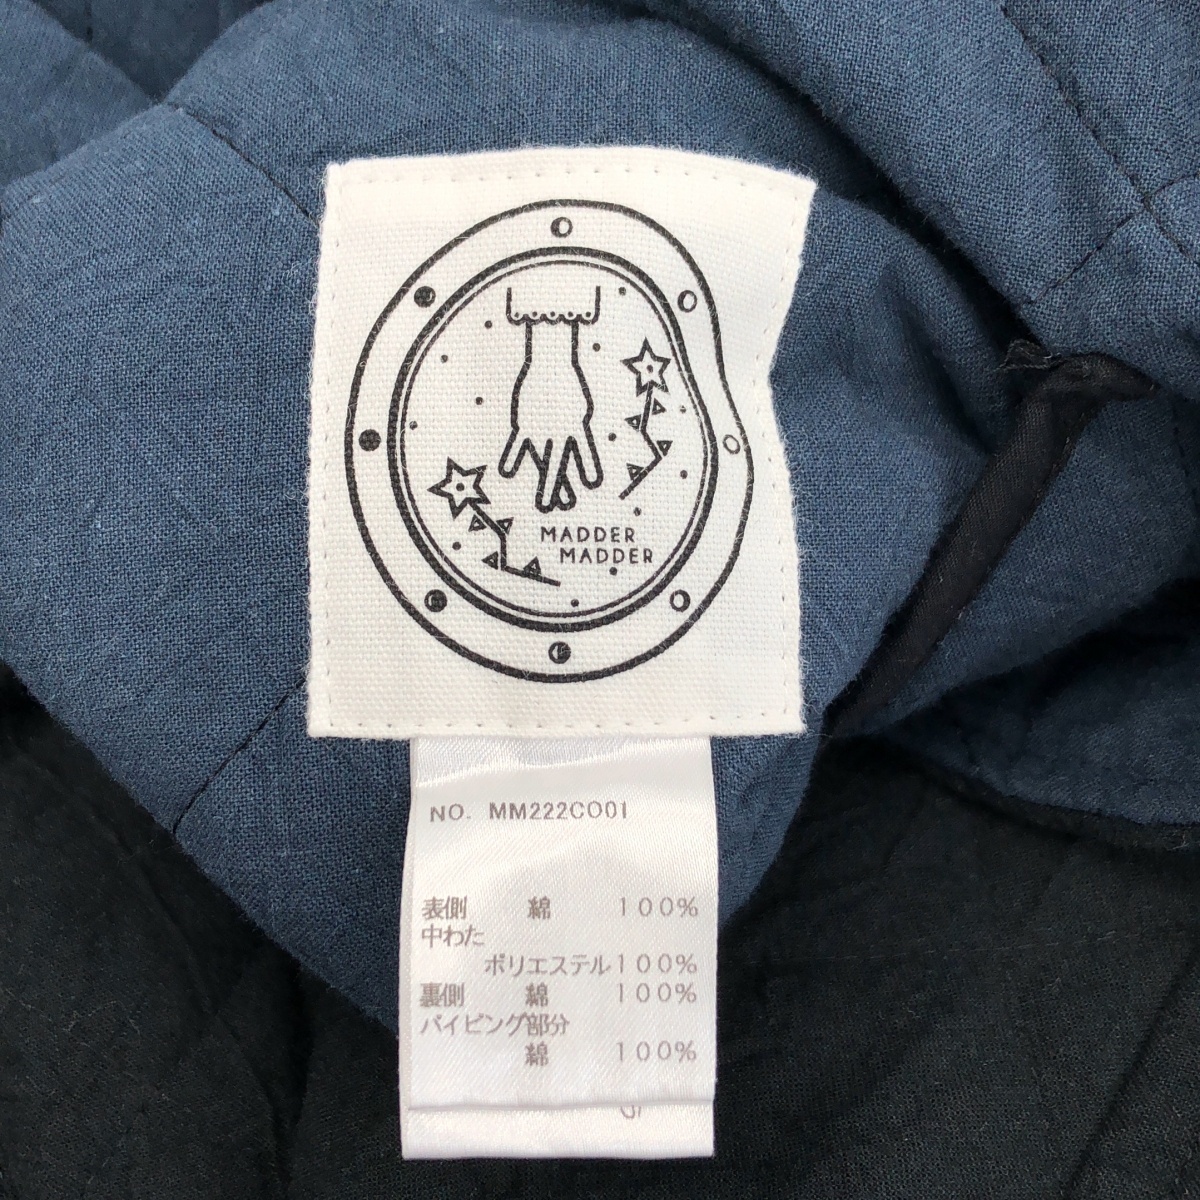 MADDER
MADDER
NO. MM222CO01
表側 綿 100%
中わた
ポリエステル100%
裏側 綿 100%
パイピング部分
綿 100%